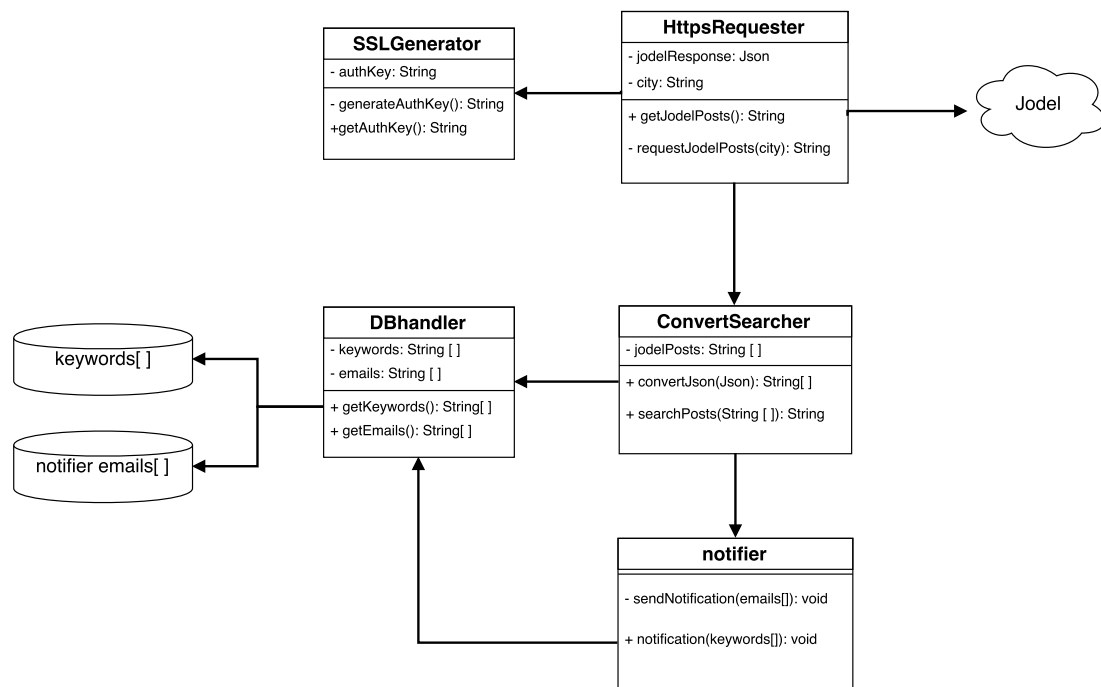 SSLGenerator
- authKey: String
- generateAuthKey(): String
+getAuthKey(): String
HttpsRequester
- jodelResponse: Json
- city: String
+ getJodelPosts(): String
- requestJodelPosts(city): String
Jodel
keywords[ ]
notifier emails[ ]
DBhandler
- keywords: String [ ]
- emails: String [ ]
+ getKeywords(): String[ ]
+ getEmails(): String[ ]
ConvertSearcher
- jodelPosts: String [ ]
+ convertJson(Json): String[ ]
+ searchPosts(String [ ]): String
notifier
- sendNotification(emails[]): void
+ notification(keywords[]): void